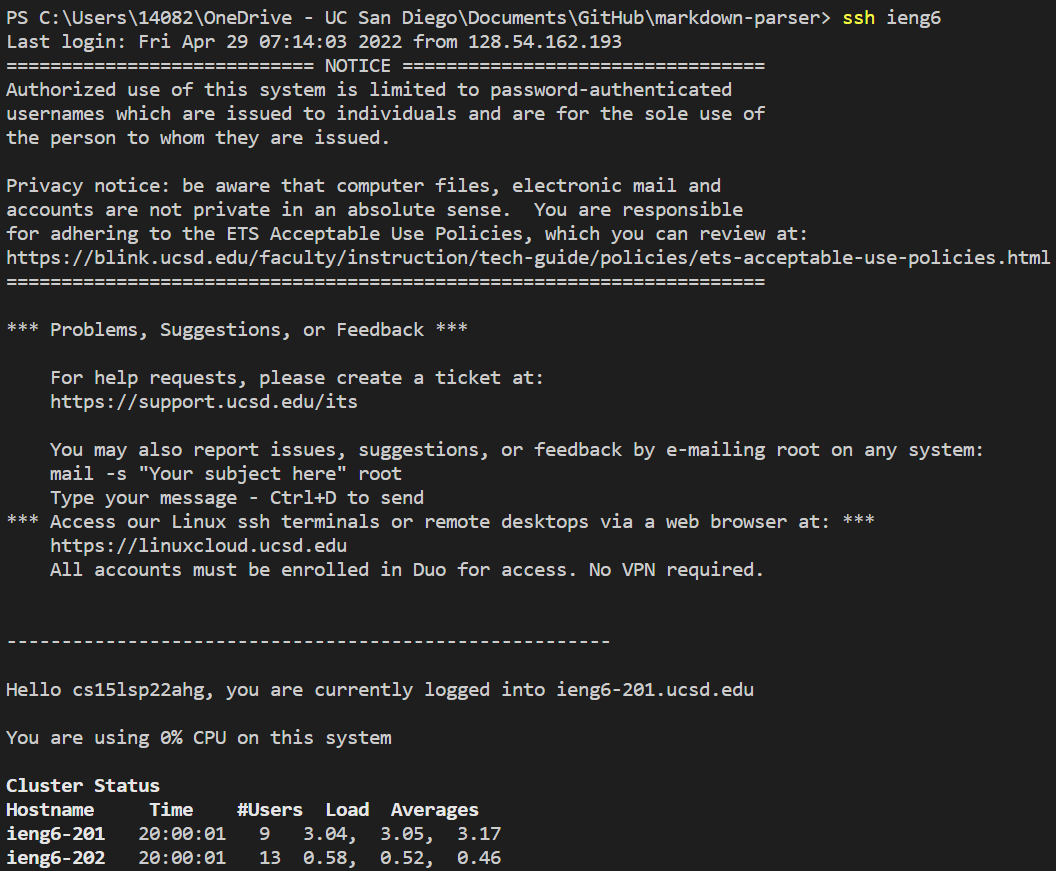 PS C:\Users\14082\OneDrive - UC San Diego\Documents\GitHub\markdown-parser> ssh ieng6
Last login: Fri Apr 29 07:14:03 2022 from 128.54.162.193
============================ NOTICE =================================
Authorized use of this system is limited to password-authenticated
usernames which are issued to individuals and are for the sole use of
the person to whom they are issued.

Privacy notice: be aware that computer files, electronic mail and
accounts are not private in an absolute sense.  You are responsible
for adhering to the ETS Acceptable Use Policies, which you can review at:
https://blink.ucsd.edu/faculty/instruction/tech-guide/policies/ets-acceptable-use-policies.html
=====================================================================

*** Problems, Suggestions, or Feedback ***

    For help requests, please create a ticket at:
    https://support.ucsd.edu/its

    You may also report issues, suggestions, or feedback by e-mailing root on any system:
    mail -s "Your subject here" root
    Type your message - Ctrl+D to send
*** Access our Linux ssh terminals or remote desktops via a web browser at: ***
    https://linuxcloud.ucsd.edu
    All accounts must be enrolled in Duo for access. No VPN required.

-------------------------------------------------------

Hello cs15lsp22ahg, you are currently logged into ieng6-201.ucsd.edu

You are using 0% CPU on this system

Cluster Status
Hostname     Time    #Users  Load  Averages
ieng6-201   20:00:01   9   3.04,  3.05,  3.17
ieng6-202   20:00:01   13  0.58,  0.52,  0.46